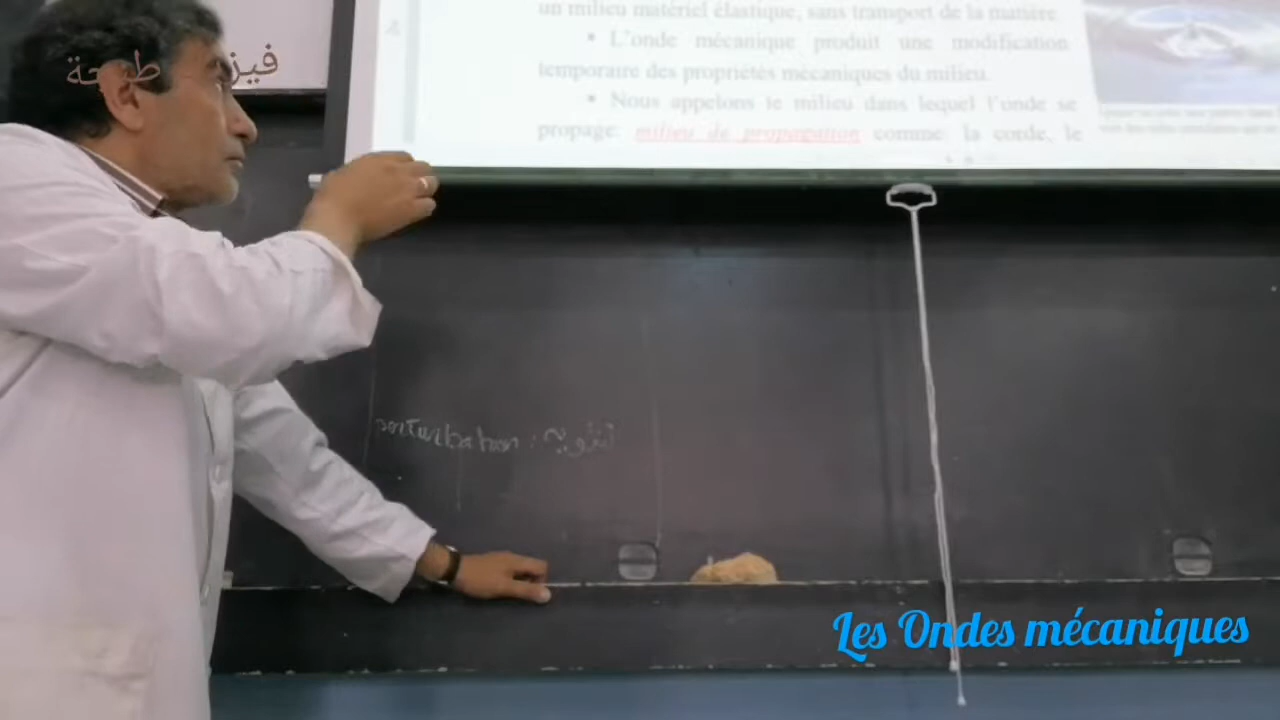 un milieu matériel élastique, sans transport de la matière.
▪ L'onde mécanique produit une modification
temporaire des propriétés mécaniques du milieu.
▪ Nous appelons le milieu dans lequel l'onde se
propage: milieu de propagation comme: la corde, le
perturbation :
Les Ondes mécaniques